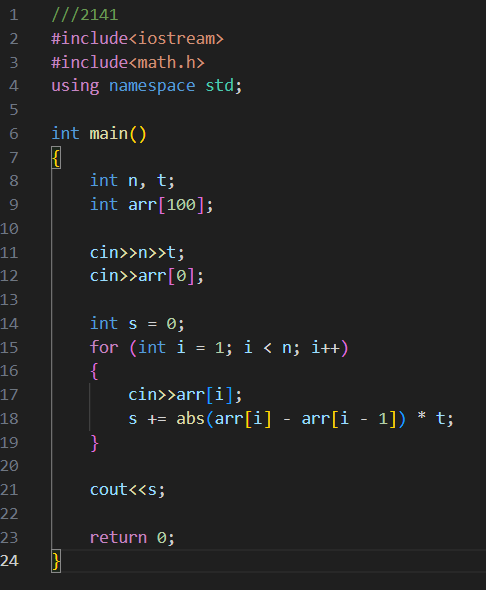 1 ///2141
2 #include<iostream>
3 #include<math.h>
4 using namespace std;
5
6 int main()
7 {
8     int n, t;
9     int arr[100];
10
11     cin>>n>>t;
12     cin>>arr[0];
13
14     int s = 0;
15     for (int i = 1; i < n; i++)
16     {
17         cin>>arr[i];
18         s += abs(arr[i] - arr[i - 1]) * t;
19     }
20
21     cout<<s;
22
23     return 0;
24 }